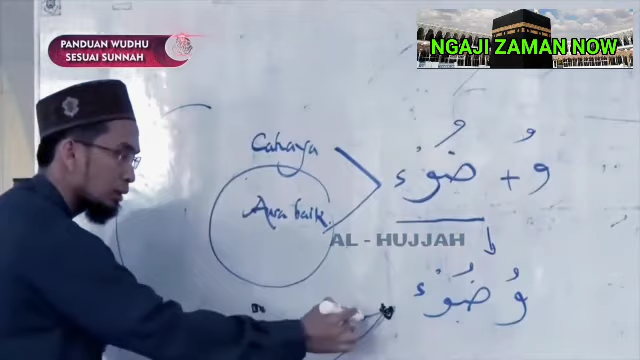 PANDUAN WUDHU
SESUAI SUNNAH
NGAJI ZAMAN NOW
Cahaya
وُ + ضُوْء
Aura baik
AL - HUJJAH
وُضُوْء